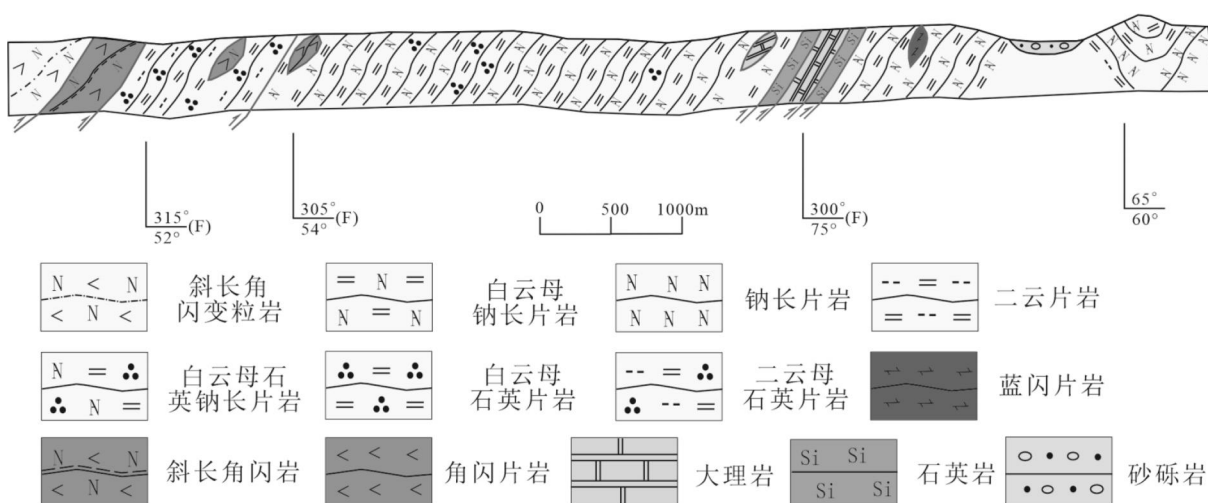 315°
52°
(F)
305°
54°
(F)
0 500 1000m
300°
75°
(F)
65°
60°
N < N
< N <
斜长角
闪变粒岩
= N =
N = N
白云母
钠长片岩
N N N
N N N
钠长片岩
二云片岩
N =
N =
白云母石
英钠长片岩
白云母
石英片岩
二云母
石英片岩
蓝闪片岩
N < N
< N <
斜长角闪岩
< < <
< < <
角闪片岩
大理岩
Si Si
Si Si
石英岩
砂砾岩